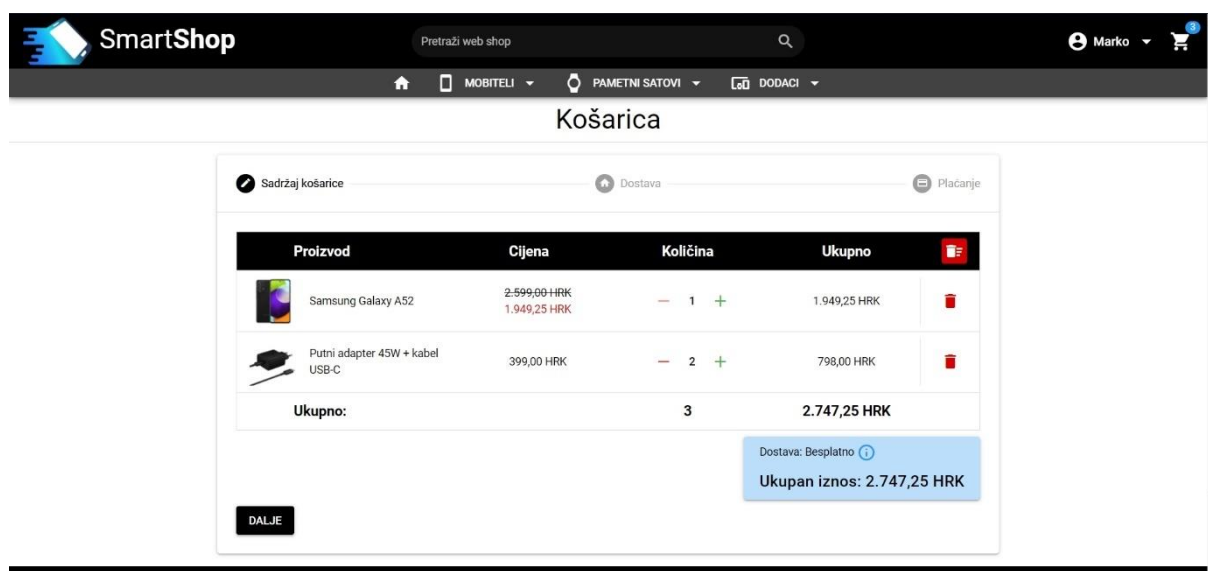 SmartShop
Pretraži web shop
Marko
3
MOBITELI
PAMETNI SATOVI
DODACI
Košarica
Sadržaj košarice
Dostava
Plaćanje
Proizvod Cijena Količina Ukupno
Samsung Galaxy A52 2.599,00 HRK 1.949,25 HRK — 1 + 1.949,25 HRK
Putni adapter 45W + kabel USB-C 399,00 HRK — 2 + 798,00 HRK
Ukupno: 3 2.747,25 HRK
Dostava: Besplatno
Ukupan iznos: 2.747,25 HRK
DALJE